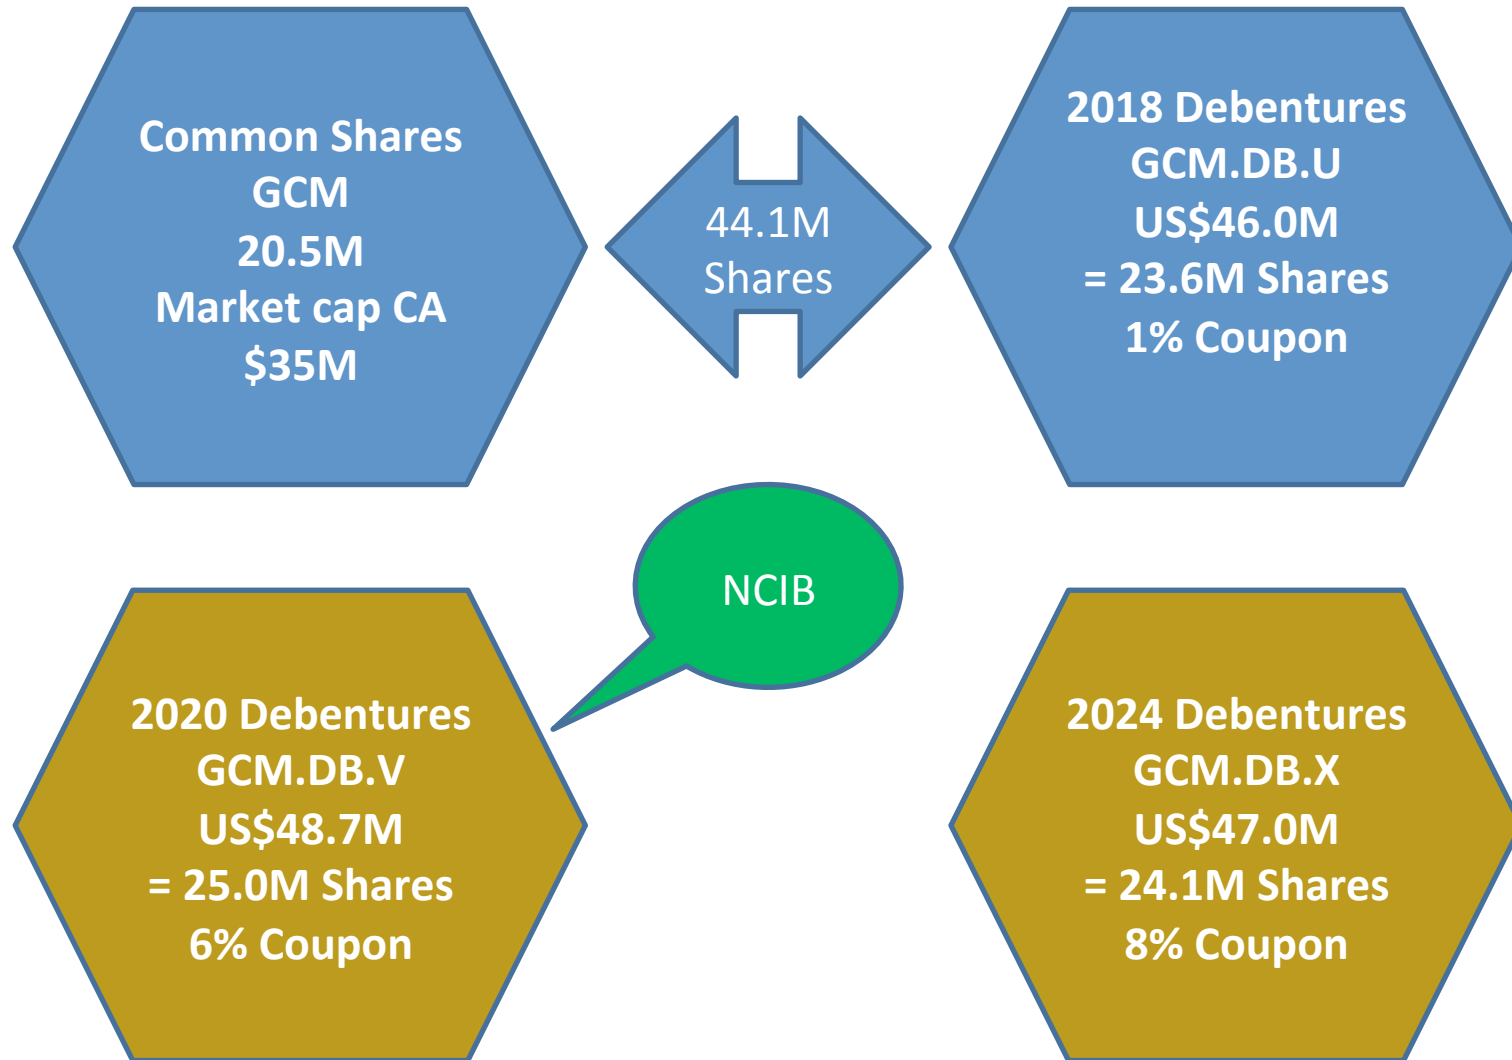 Common Shares
GCM
20.5M
Market cap CA
$35M
44.1M
Shares
2018 Debentures
GCM.DB.U
US$46.0M
= 23.6M Shares
1% Coupon
NCIB
2020 Debentures
GCM.DB.V
US$48.7M
= 25.0M Shares
6% Coupon
2024 Debentures
GCM.DB.X
US$47.0M
= 24.1M Shares
8% Coupon